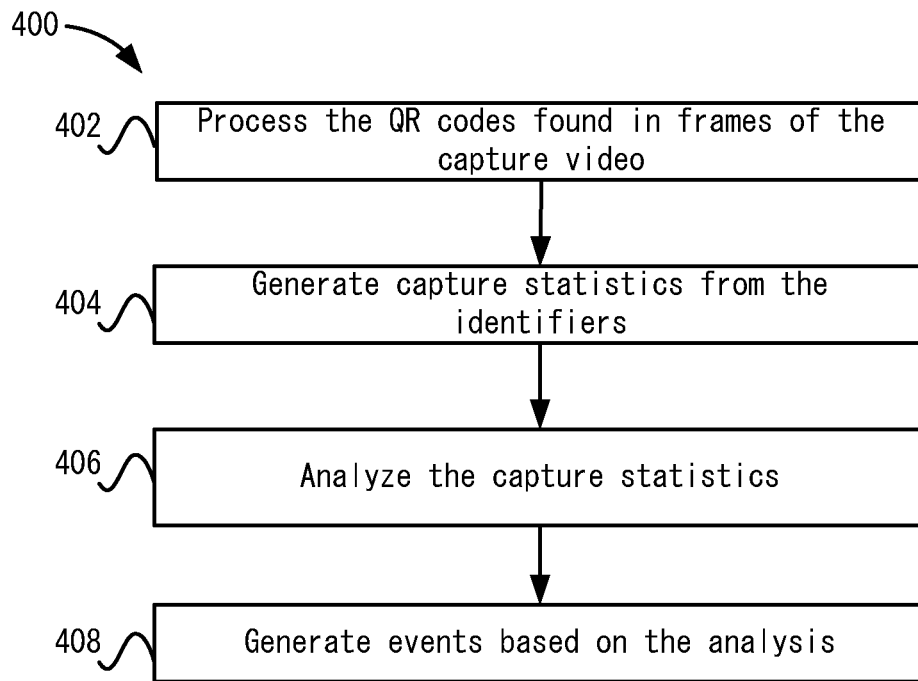 400
402
Process the QR codes found in frames of the
capture video
404
Generate capture statistics from the
identifiers
406
Analyze the capture statistics
408
Generate events based on the analysis